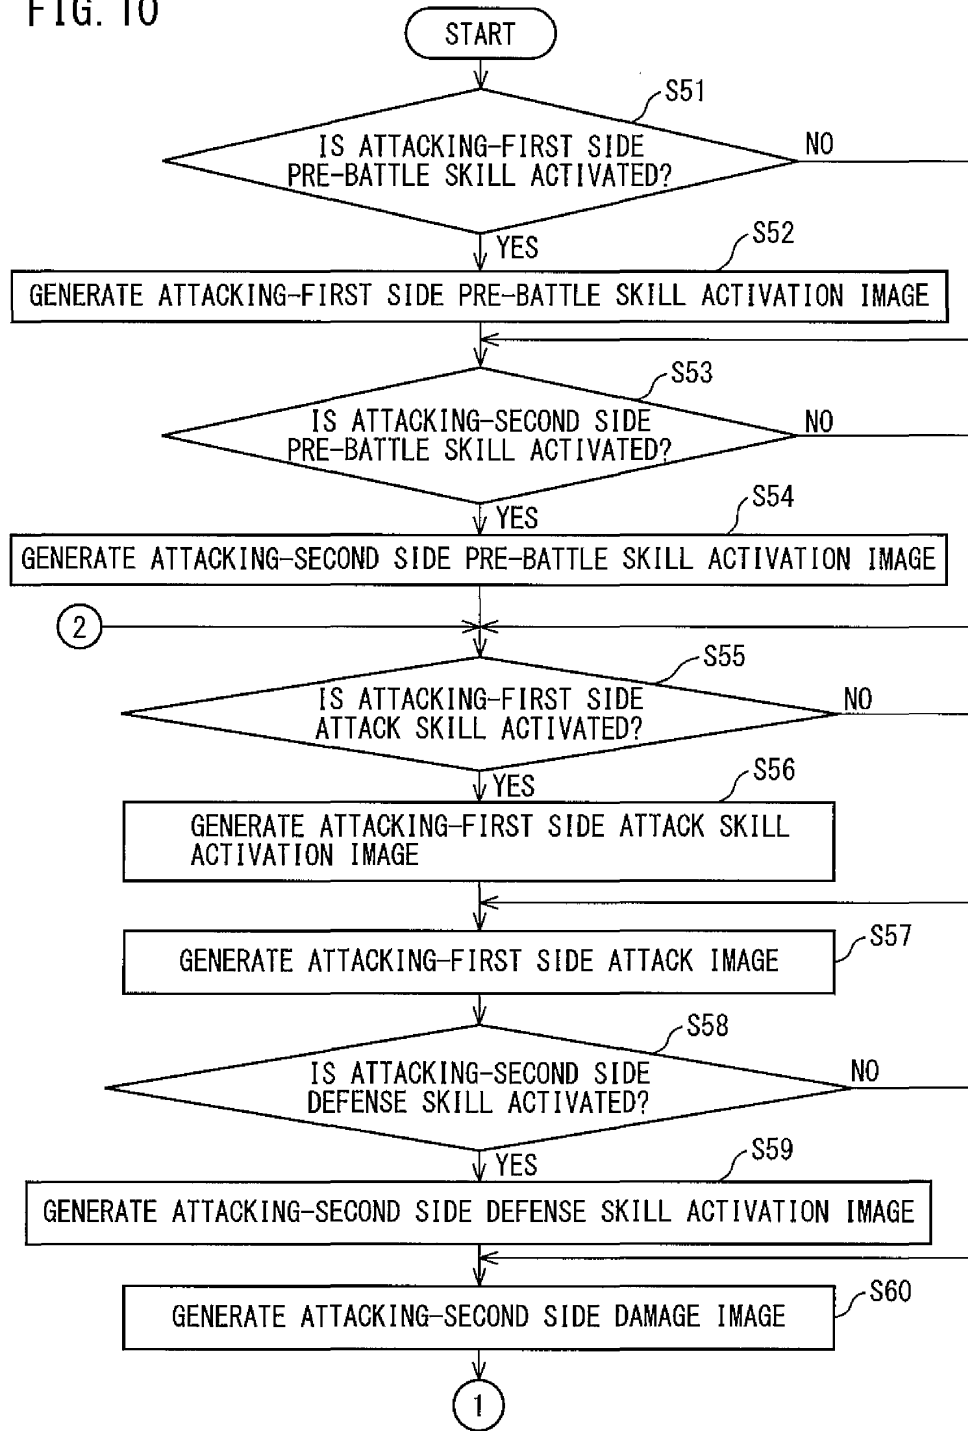 FIG. 10
START
S51
IS ATTACKING-FIRST SIDE
PRE-BATTLE SKILL ACTIVATED?
NO
YES
S52
GENERATE ATTACKING-FIRST SIDE PRE-BATTLE SKILL ACTIVATION IMAGE
S53
IS ATTACKING-SECOND SIDE
PRE-BATTLE SKILL ACTIVATED?
NO
YES
S54
GENERATE ATTACKING-SECOND SIDE PRE-BATTLE SKILL ACTIVATION IMAGE
2
S55
IS ATTACKING-FIRST SIDE
ATTACK SKILL ACTIVATED?
NO
YES
S56
GENERATE ATTACKING-FIRST SIDE ATTACK SKILL
ACTIVATION IMAGE
S57
GENERATE ATTACKING-FIRST SIDE ATTACK IMAGE
S58
IS ATTACKING-SECOND SIDE
DEFENSE SKILL ACTIVATED?
NO
YES
S59
GENERATE ATTACKING-SECOND SIDE DEFENSE SKILL ACTIVATION IMAGE
S60
GENERATE ATTACKING-SECOND SIDE DAMAGE IMAGE
1